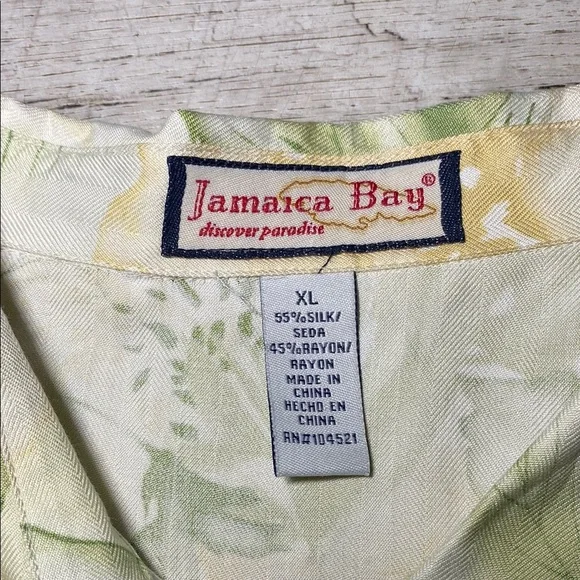 Jamaica Bay®
discover paradise
XL
55%SILK/
SEDA
45%RAYON/
RAYON
MADE IN
CHINA
HECHO EN
CHINA
RN#104521